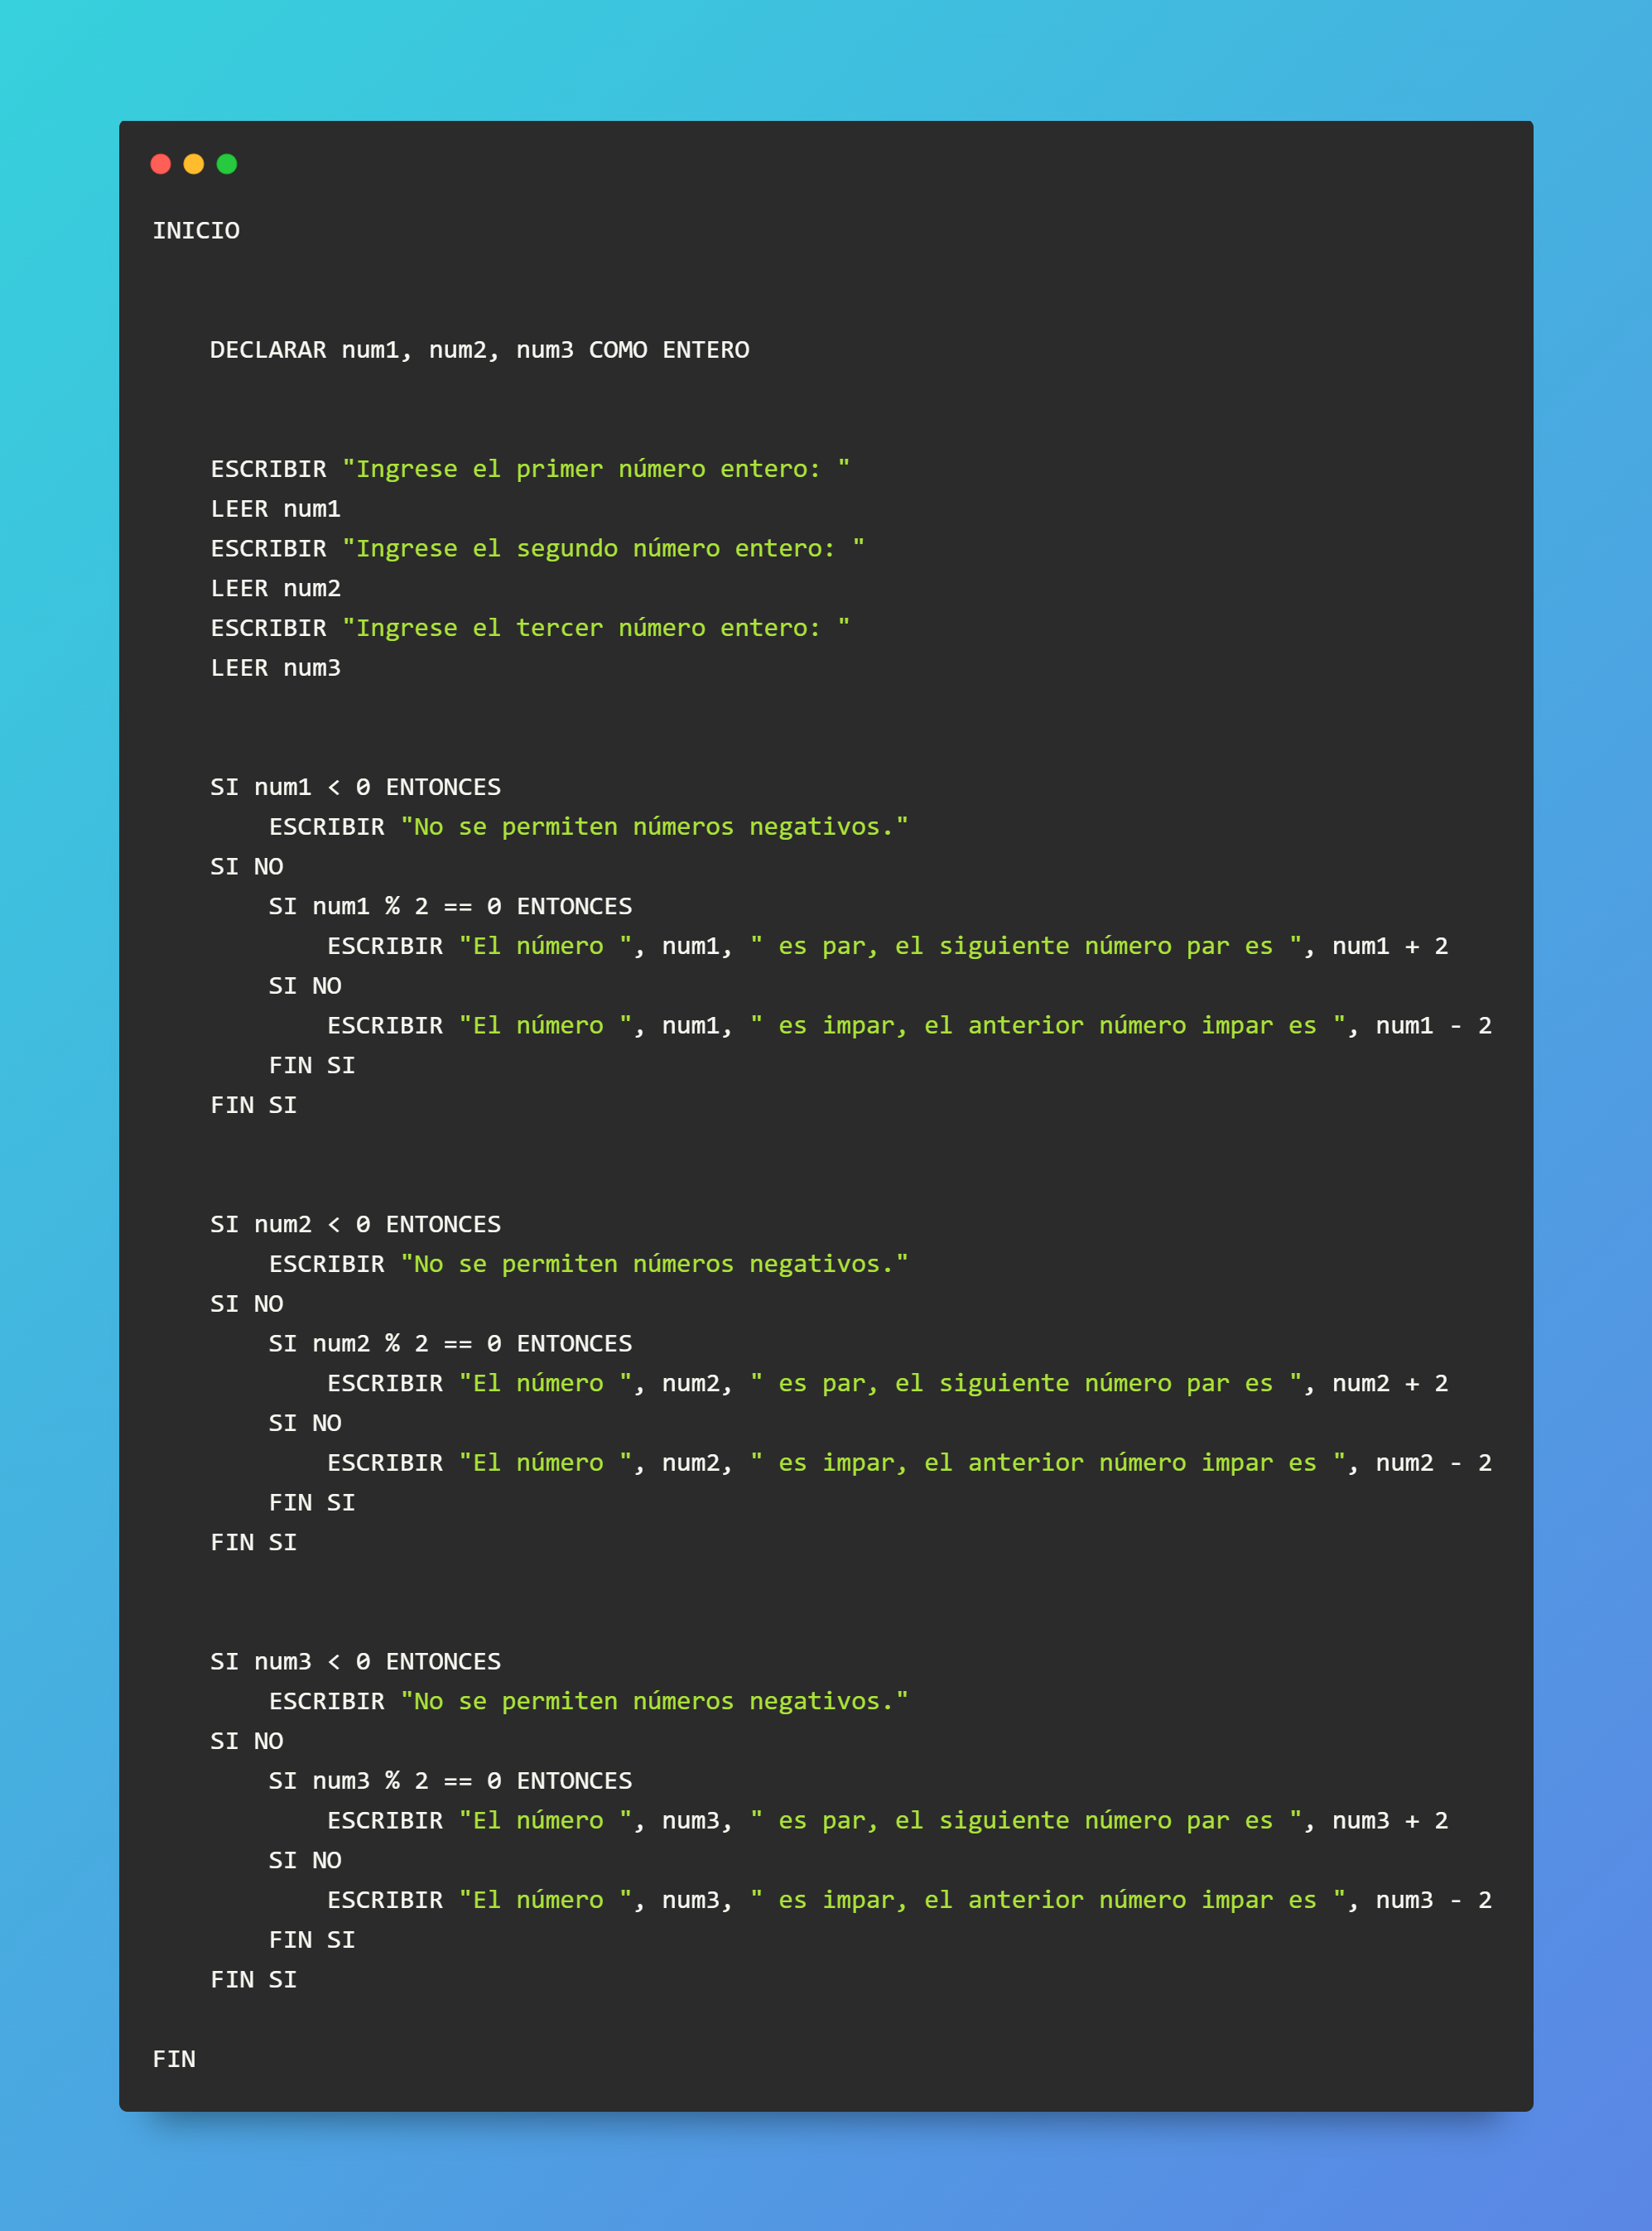 INICIO
DECLARAR num1, num2, num3 COMO ENTERO
ESCRIBIR "Ingrese el primer número entero: "
LEER num1
ESCRIBIR "Ingrese el segundo número entero: "
LEER num2
ESCRIBIR "Ingrese el tercer número entero: "
LEER num3
SI num1 < 0 ENTONCES
ESCRIBIR "No se permiten números negativos."
SI NO
SI num1 % 2 == 0 ENTONCES
ESCRIBIR "El número ", num1, " es par, el siguiente número par es ", num1 + 2
SI NO
ESCRIBIR "El número ", num1, " es impar, el anterior número impar es ", num1 - 2
FIN SI
FIN SI
SI num2 < 0 ENTONCES
ESCRIBIR "No se permiten números negativos."
SI NO
SI num2 % 2 == 0 ENTONCES
ESCRIBIR "El número ", num2, " es par, el siguiente número par es ", num2 + 2
SI NO
ESCRIBIR "El número ", num2, " es impar, el anterior número impar es ", num2 - 2
FIN SI
FIN SI
SI num3 < 0 ENTONCES
ESCRIBIR "No se permiten números negativos."
SI NO
SI num3 % 2 == 0 ENTONCES
ESCRIBIR "El número ", num3, " es par, el siguiente número par es ", num3 + 2
SI NO
ESCRIBIR "El número ", num3, " es impar, el anterior número impar es ", num3 - 2
FIN SI
FIN SI
FIN